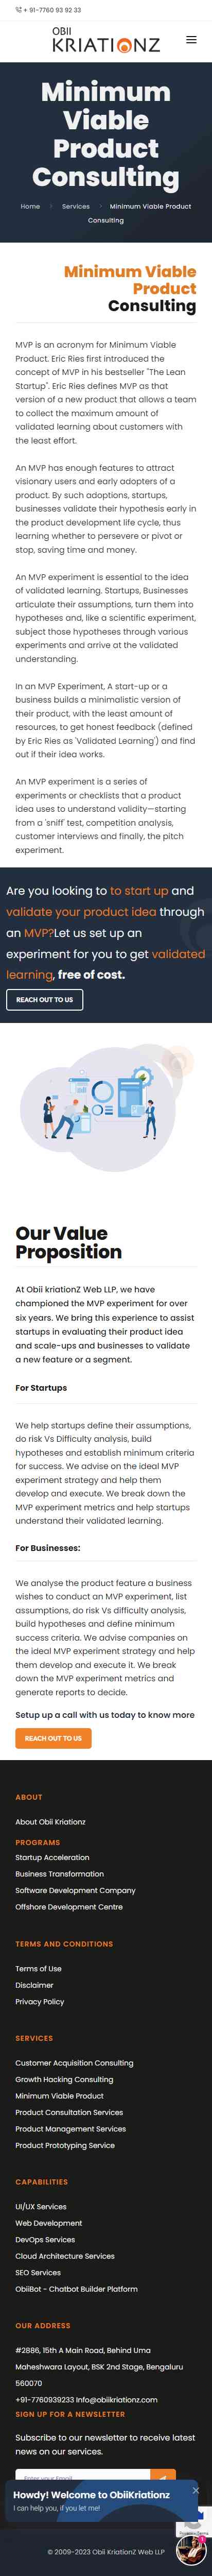 + 91-7760 93 92 33
OBII
KRIATIONZ
Minimum
Viable
Product
Consulting
Home > Services > Minimum Viable Product
Consulting
Minimum Viable
Product
Consulting
MVP is an acronym for Minimum Viable
Product. Eric Ries first introduced the
concept of MVP in his bestseller "The Lean
Startup". Eric Ries defines MVP as that
version of a new product that allows a team
to collect the maximum amount of
validated learning about customers with
the least effort.
An MVP has enough features to attract
visionary users and early adopters of a
product. By such adoptions, startups,
businesses validate their hypothesis early in
the product development life cycle, thus
learning whether to persevere or pivot or
stop, saving time and money.
An MVP experiment is essential to the idea
of validated learning. Startups, Businesses
articulate their assumptions, turn them into
hypotheses and, like a scientific experiment,
subject those hypotheses through various
experiments and arrive at the validated
understanding.
In an MVP Experiment, A start-up or a
business builds a minimalistic version of
their product, with the least amount of
resources, to get honest feedback (defined
by Eric Ries as 'Validated Learning') and find
out if their idea works.
An MVP experiment is a series of
experiments or checklists that a product
idea uses to understand validity—starting
from a 'sniff' test, competition analysis,
customer interviews and finally, the pitch
experiment.
Are you looking to to start up and
validate your product idea through
an MVP?Let us set up an
experiment for you to get validated
learning, free of cost.
REACH OUT TO US
Our Value
Proposition
At Obii kriationZ Web LLP, we have
championed the MVP experiment for over
six years. We bring this experience to assist
startups in evaluating their product idea
and scale-ups and businesses to validate
a new feature or a segment.
For Startups
We help startups define their assumptions,
do risk Vs Difficulty analysis, build
hypotheses and establish minimum criteria
for success. We advise on the ideal MVP
experiment strategy and help them
develop and execute. We break down the
MVP experiment metrics and help startups
understand their validated learning.
For Businesses:
We analyse the product feature a business
wishes to conduct an MVP experiment, list
assumptions, do risk Vs difficulty analysis,
build hypotheses and define minimum
success criteria. We advise companies on
the ideal MVP experiment strategy and help
them develop and execute it. We break
down the MVP experiment metrics and
generate reports to decide.
Setup up a call with us today to know more
REACH OUT TO US
ABOUT
About Obii Kriationz
PROGRAMS
Startup Acceleration
Business Transformation
Software Development Company
Offshore Development Centre
TERMS AND CONDITIONS
Terms of Use
Disclaimer
Privacy Policy
SERVICES
Customer Acquisition Consulting
Growth Hacking Consulting
Minimum Viable Product
Product Consultation Services
Product Management Services
Product Prototyping Service
CAPABILITIES
UI/UX Services
Web Development
DevOps Services
Cloud Architecture Services
SEO Services
ObiiBot - Chatbot Builder Platform
OUR ADDRESS
#2886, 15th A Main Road, Behind Uma
Maheshwara Layout, BSK 2nd Stage, Bengaluru
560070
+91-7760939233 Info@obiikriationz.com
SIGN UP FOR A NEWSLETTER
Subscribe to our newsletter to receive latest
news on our services.
Enter your Email
Howdy! Welcome to ObiiKriationz
I can help you, if you let me!
1
© 2009-2023 Obii KriationZ Web LLP